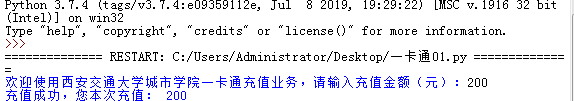 Python 3.7.4 (tags/v3.7.4:e09359112e, Jul  8 2019, 19:29:22) [MSC v.1916 32 bit
(Intel)] on win32
Type "help", "copyright", "credits" or "license()" for more information.
>>>
============= RESTART: C:/Users/Administrator/Desktop/一卡通01.py =============
=
欢迎使用西安交通大学城市学院一卡通充值业务，请输入充值金额（元）：200
充值成功，您本次充值： 200